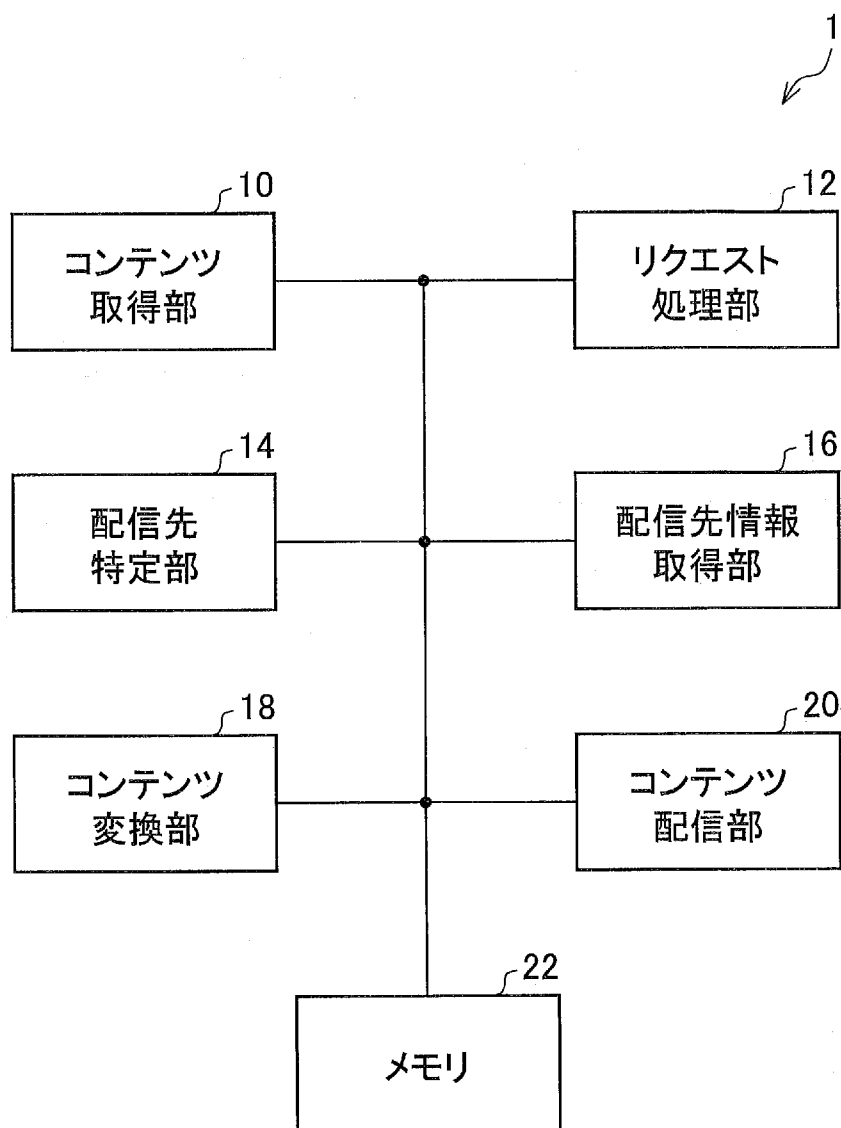 1
10
コンテンツ
取得部
12
リクエスト
処理部
14
配信先
特定部
16
配信先情報
取得部
18
コンテンツ
変換部
20
コンテンツ
配信部
22
メモリ